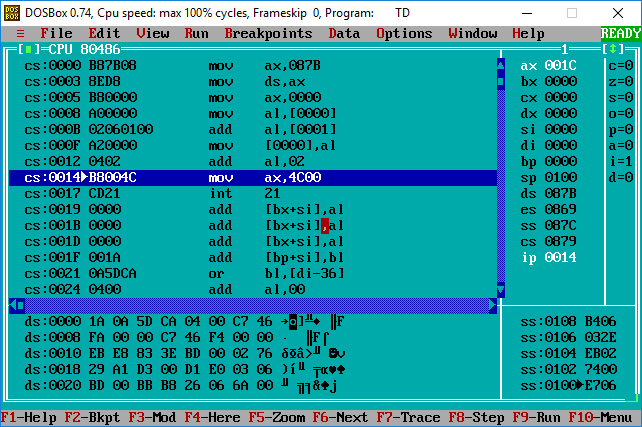 DOSBox 0.74, Cpu speed: max 100% cycles, Frameskip 0, Program: TD
≡ File Edit View Run Breakpoints Data Options Window Help READY
[■]=CPU 80486 1 [↕]
cs:0000 B87B08 mov ax,087B ax 001C c=0
cs:0003 8ED8 mov ds,ax bx 0000 z=0
cs:0005 B80000 mov ax,0000 cx 0000 s=0
cs:0008 A00000 mov al,[0000] dx 0000 o=0
cs:000B 02060100 add al,[0001] si 0000 p=0
cs:000F A20000 mov [0000],al di 0000 a=0
cs:0012 0402 add al,02 bp 0000 i=1
cs:0014►B8004C mov ax,4C00 sp 0100 d=0
cs:0017 CD21 int 21 ds 087B
cs:0019 0000 add [bx+si],al es 0869
cs:001B 0000 add [bx+si],al ss 087C
cs:001D 0000 add [bx+si],al cs 0879
cs:001F 001A add [bp+si],bl ip 0014
cs:0021 0A5DCA or bl,[di-36]
cs:0024 0400 add al,00
ds:0000 1A 0A 5D CA 04 00 C7 46 →◙]╩♦ ╟F ss:0108 B406
ds:0008 FA 00 00 C7 46 F4 00 00 · ╟F⌠ ss:0106 032E
ds:0010 EB E8 83 3E BD 00 02 76 δΦâ>╜ ☻v ss:0104 EB02
ds:0018 29 A1 D3 00 D1 E0 03 06 )í╙ ╤α♥♠ ss:0102 7400
ds:0020 BD 00 BB B8 26 06 6A 00 ╜ ╗╕&♠j ss:0100►E706
F1-Help F2-Bkpt F3-Mod F4-Here F5-Zoom F6-Next F7-Trace F8-Step F9-Run F10-Menu